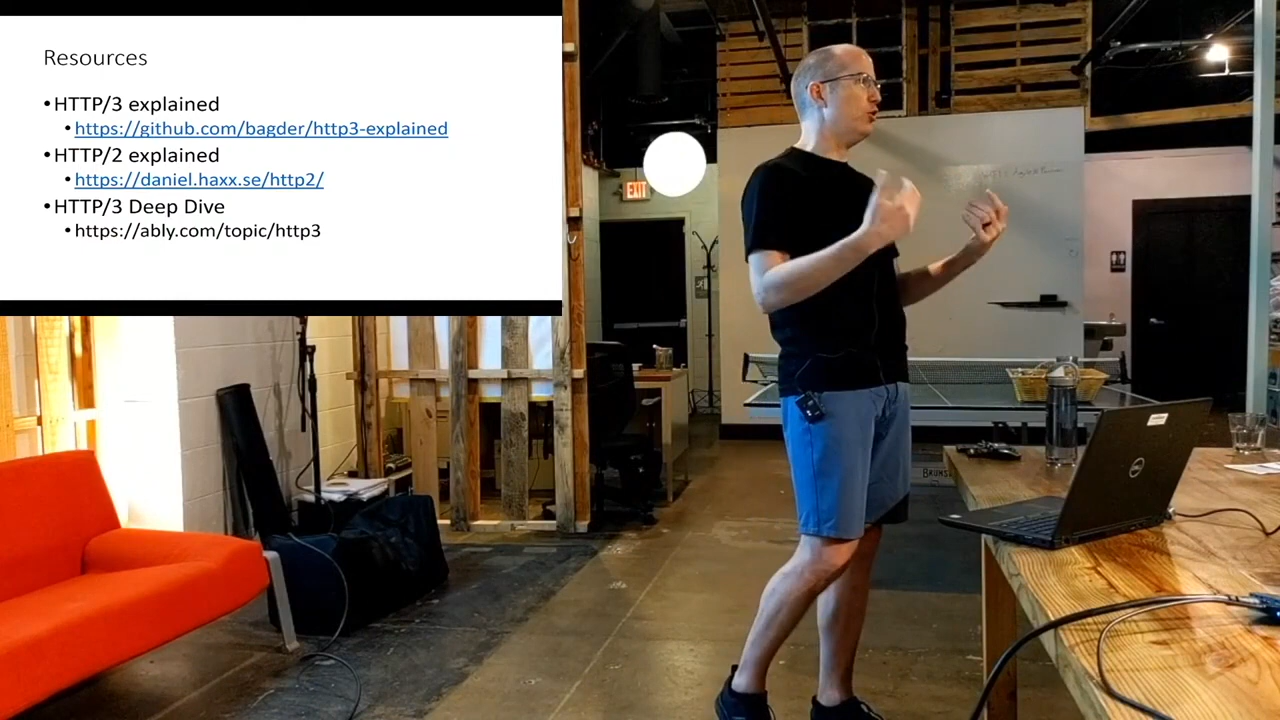 Resources
•HTTP/3 explained
•https://github.com/bagder/http3-explained
•HTTP/2 explained
•https://daniel.haxx.se/http2/
•HTTP/3 Deep Dive
•https://ably.com/topic/http3
EXIT
DELL